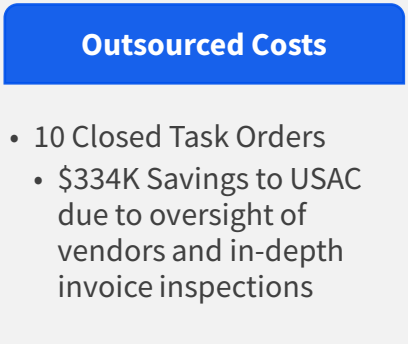 Outsourced Costs
• 10 Closed Task Orders
• $334K Savings to USAC
due to oversight of
vendors and in-depth
invoice inspections